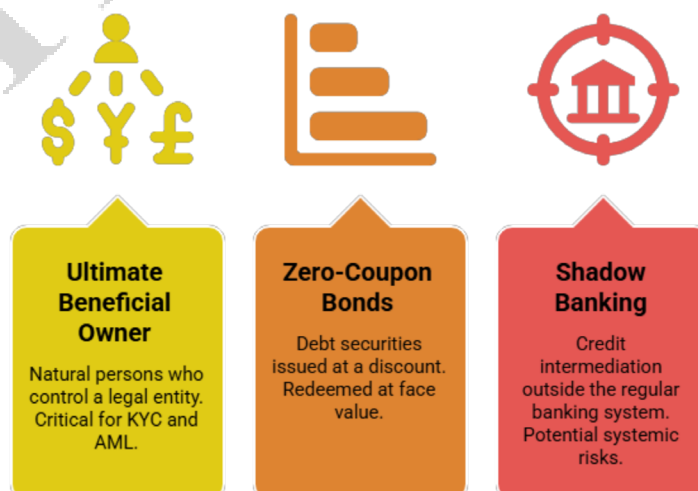 Ultimate
Beneficial
Owner
Natural persons who
control a legal entity.
Critical for KYC and
AML.
Zero-Coupon
Bonds
Debt securities
issued at a discount.
Redeemed at face
value.
Shadow
Banking
Credit
intermediation
outside the regular
banking system.
Potential systemic
risks.